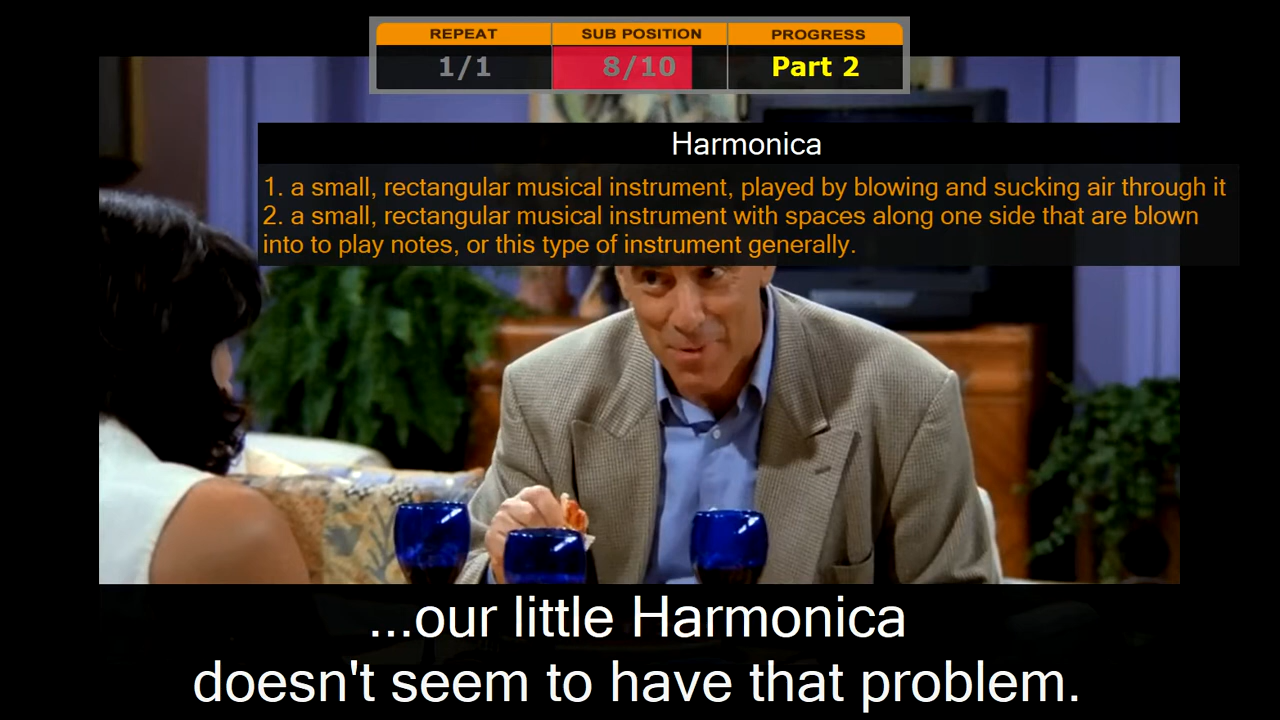 REPEAT SUB POSITION PROGRESS
1/1 8/10 Part 2
Harmonica
1. a small, rectangular musical instrument, played by blowing and sucking air through it
2. a small, rectangular musical instrument with spaces along one side that are blown
into to play notes, or this type of instrument generally.
...our little Harmonica
doesn't seem to have that problem.